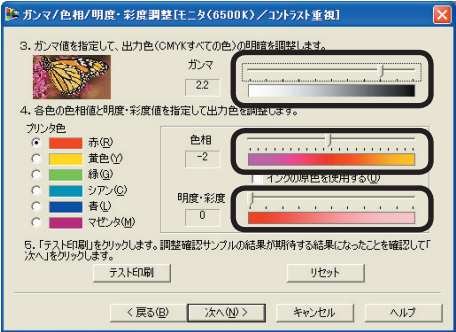 ガンマ/色相/明度・彩度調整[モニタ(6500K)/コントラスト重視]
3. ガンマ値を指定して、出力色(CMYKすべての色)の明暗を調整します。
ガンマ
2.2
4. 各色の色相値と明度・彩度値を指定して出力色を調整します。
プリンタ色
赤(R)
黄色(Y)
緑(G)
シアン(C)
青(L)
マゼンタ(M)
色相
-2
インクの原色を使用する(U)
明度・彩度
0
5. 「テスト印刷」をクリックします。調整確認サンプルの結果が期待する結果になったことを確認して「
次へ」をクリックします。
テスト印刷
リセット
< 戻る(B)
次へ(N) >
キャンセル
ヘルプ